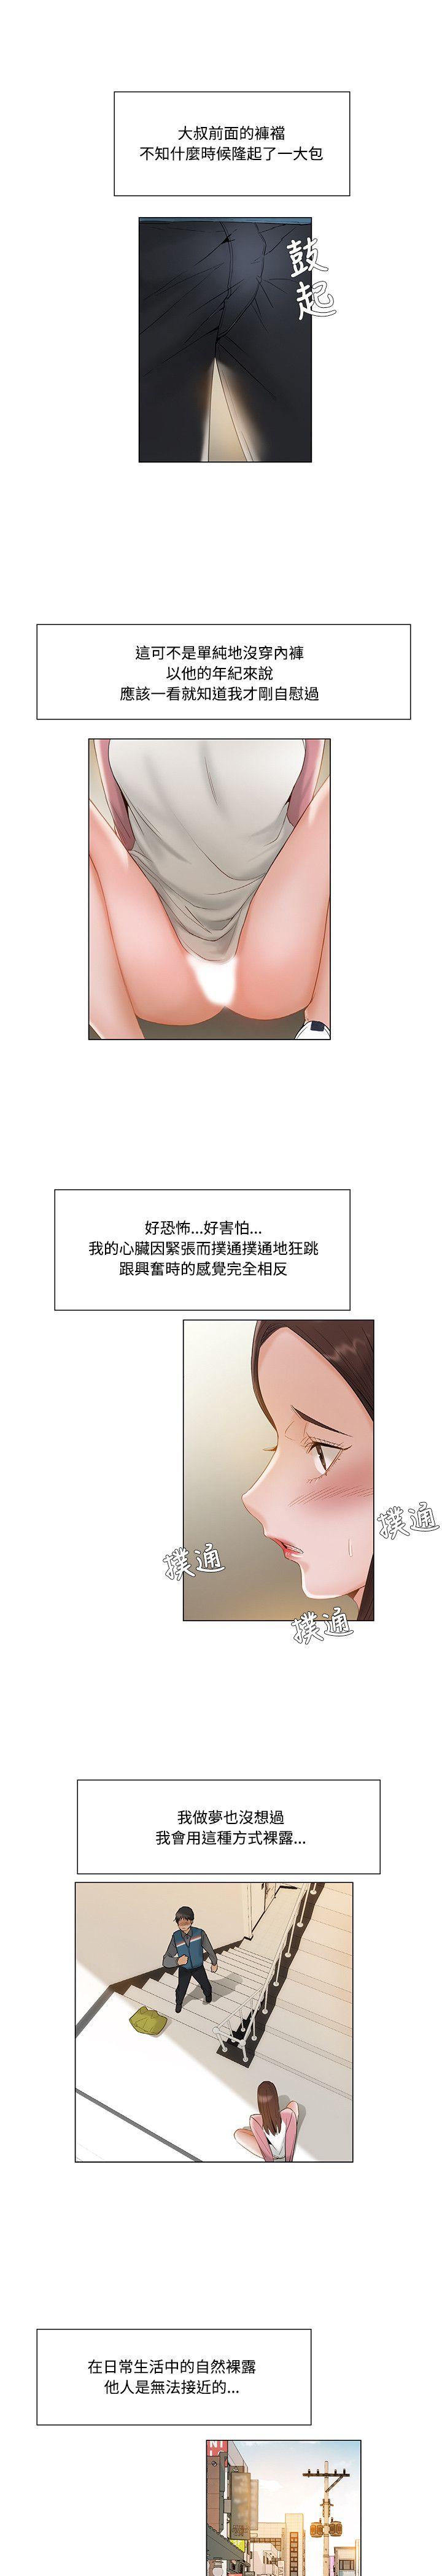 大叔前面的褲襠
不知什麼時候隆起了一大包
鼓
起
這可不是單純地沒穿內褲
以他的年紀來說
應該一看就知道我才剛自慰過
好恐怖...好害怕...
我的心臟因緊張而撲通撲通地狂跳
跟興奮時的感覺完全相反
撲通
撲通
撲通
我做夢也沒想過
我會用這種方式裸露...
在日常生活中的自然裸露
他人是無法接近的...